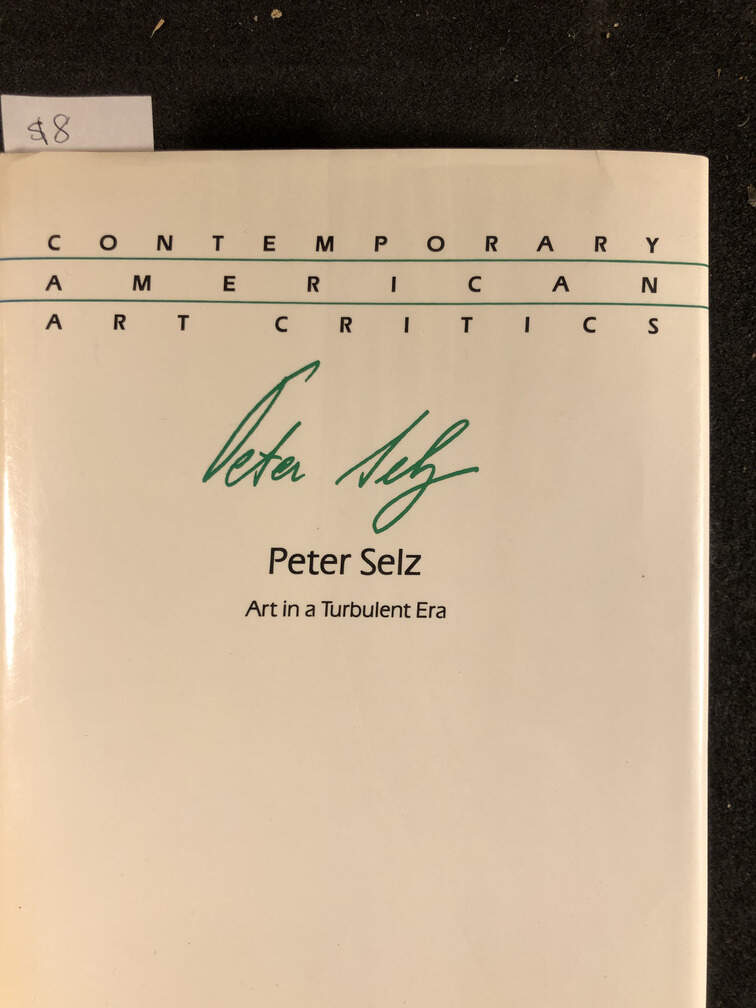 $8
CONTEMPORARY
AMERICAN
ART CRITICS
Peter Selz
Peter Selz
Art in a Turbulent Era